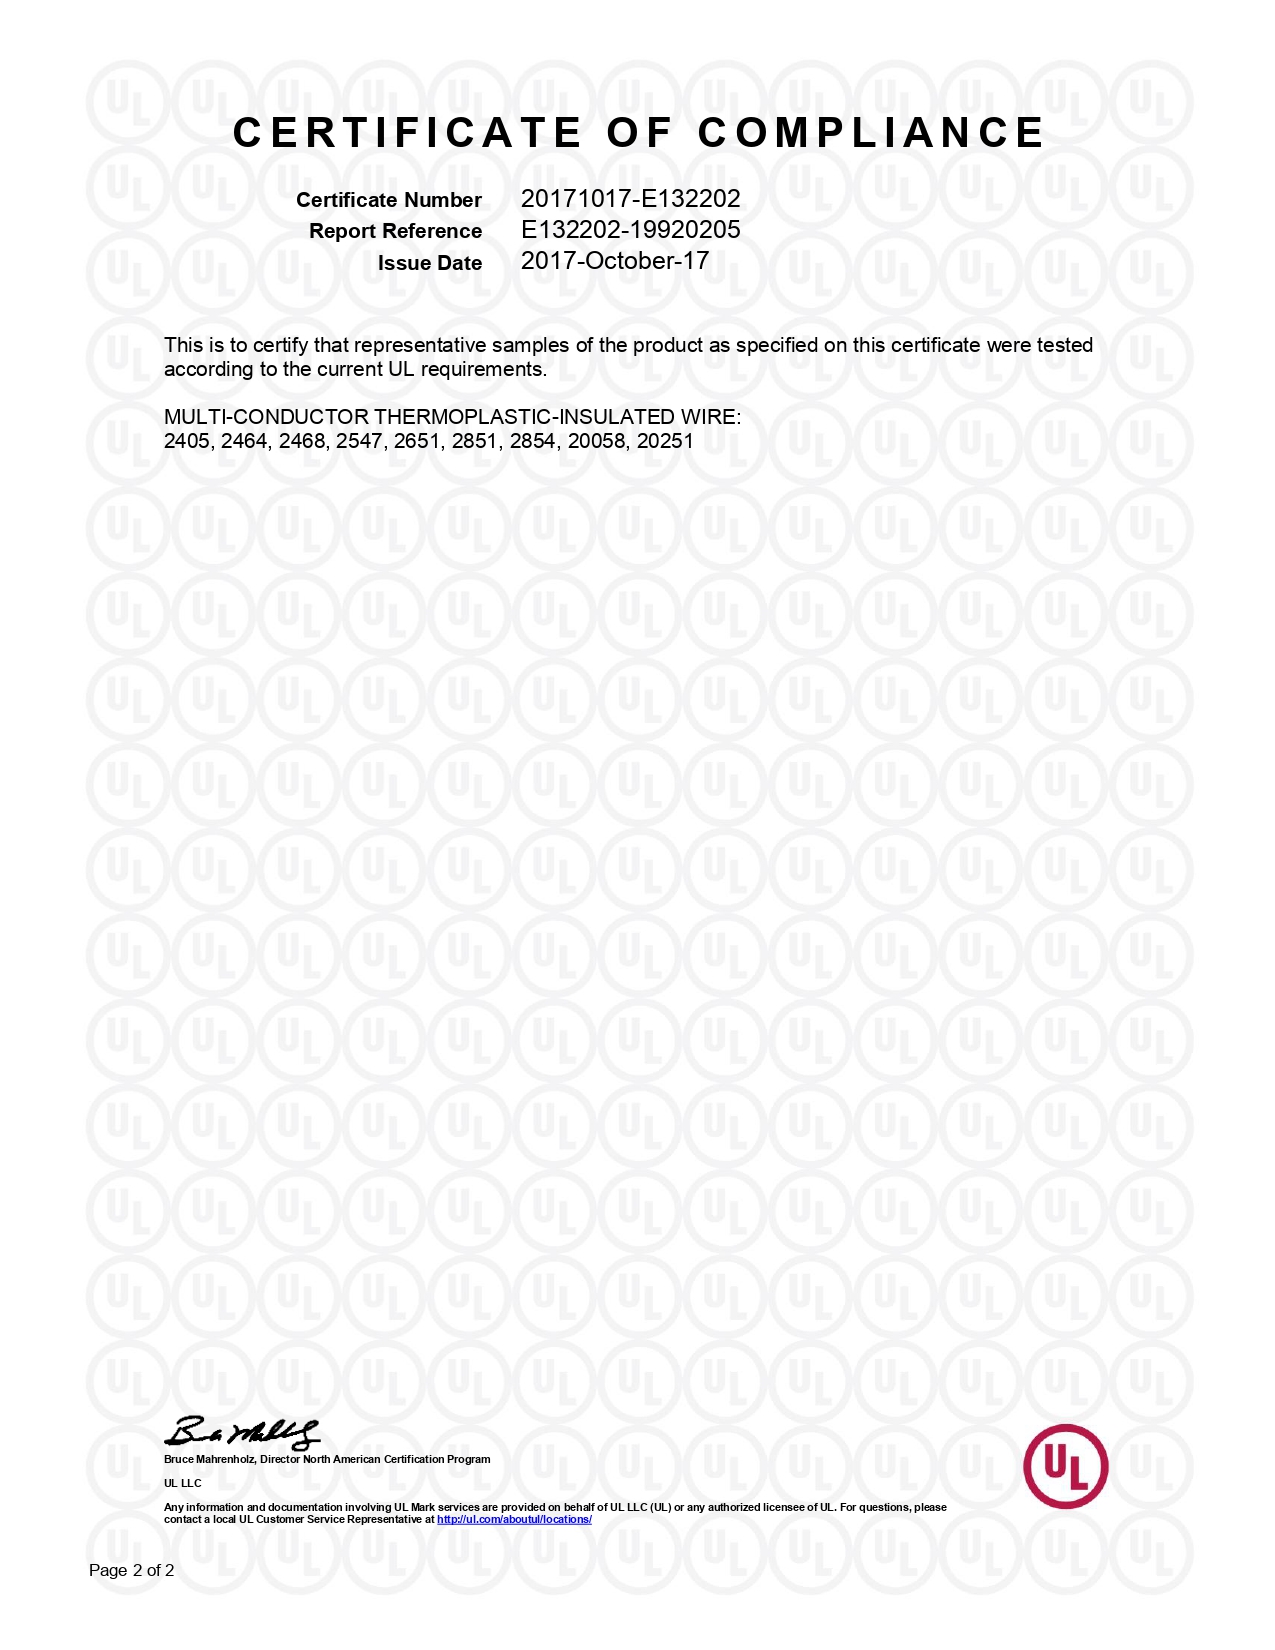 CERTIFICATE OF COMPLIANCE
Certificate Number 20171017-E132202
Report Reference E132202-19920205
Issue Date 2017-October-17
This is to certify that representative samples of the product as specified on this certificate were tested
according to the current UL requirements.
MULTI-CONDUCTOR THERMOPLASTIC-INSULATED WIRE:
2405, 2464, 2468, 2547, 2651, 2851, 2854, 20058, 20251
Bruce Mahrenholz, Director North American Certification Program
UL LLC
Any information and documentation involving UL Mark services are provided on behalf of UL LLC (UL) or any authorized licensee of UL. For questions, please
contact a local UL Customer Service Representative at http://ul.com/aboutul/locations/
UL
Page 2 of 2